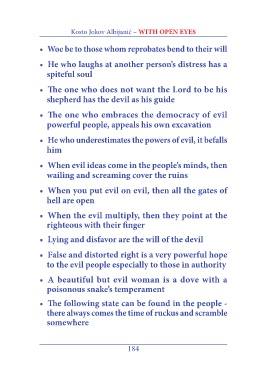 Kosto Jokov Albijanić – WITH OPEN EYES
• Woe be to those whom reprobates bend to their will
• He who laughs at another person's distress has a
spiteful soul
• The one who does not want the Lord to be his
shepherd has the devil as his guide
• The one who embraces the democracy of evil
powerful people, appeals his own excavation
• He who underestimates the powers of evil, it befalls
him
• When evil ideas come in the people's minds, then
wailing and screaming cover the ruins
• When you put evil on evil, then all the gates of
hell are open
• When the evil multiply, then they point at the
righteous with their finger
• Lying and disfavor are the will of the devil
• False and distorted right is a very powerful hope
to the evil people especially to those in authority
• A beautiful but evil woman is a dove with a
poisonous snake's temperament
• The following state can be found in the people -
there always comes the time of ruckus and scramble
somewhere
184